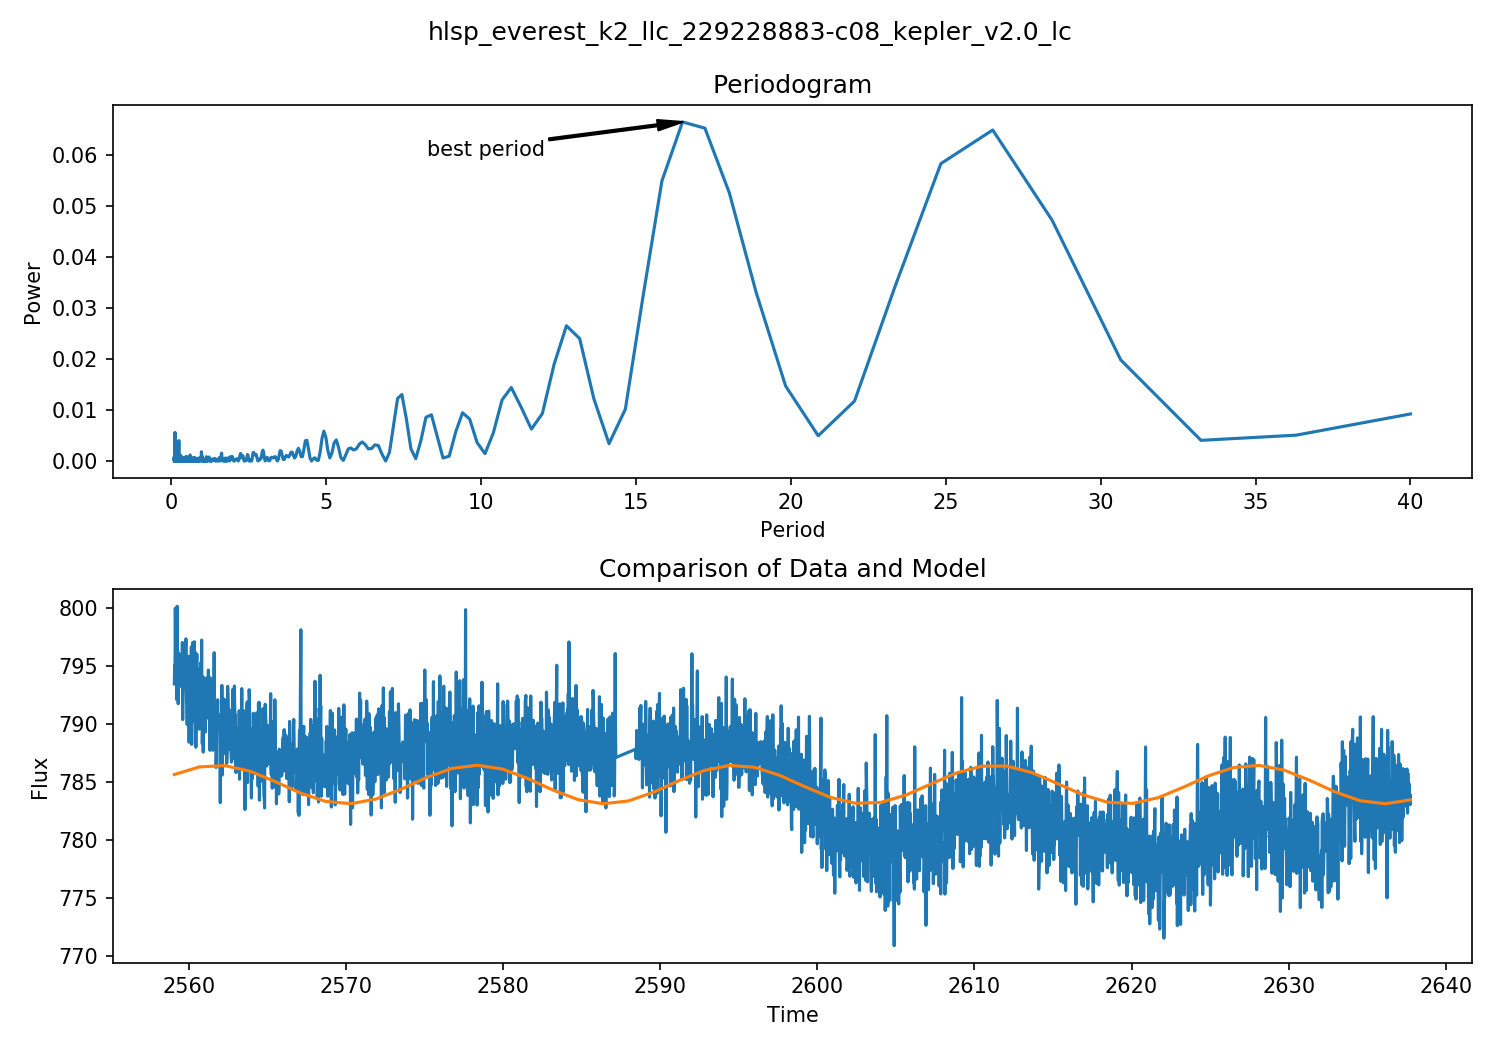 hlsp_everest_k2_llc_229228883-c08_kepler_v2.0_lc
Periodogram
best period
0.06
0.05
0.04
0.03
0.02
0.01
0.00
Power
0 5 10 15 20 25 30 35 40
Period
Comparison of Data and Model
800
795
790
785
780
775
770
Flux
2560 2570 2580 2590 2600 2610 2620 2630 2640
Time